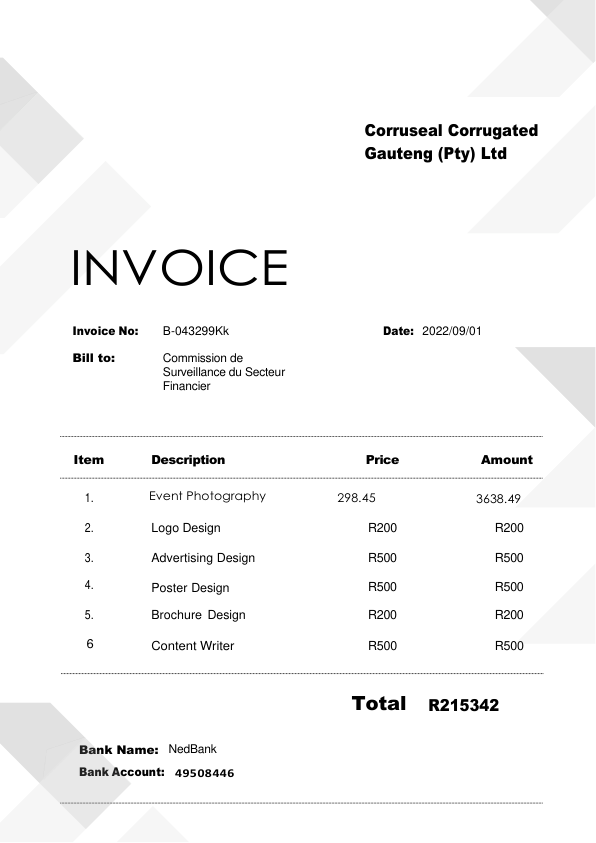 Corruseal Corrugated
Gauteng (Pty) Ltd
INVOICE
Invoice No: B-043299Kk Date: 2022/09/01
Bill to: Commission de
Surveillance du Secteur
Financier
Item Description Price Amount
1. Event Photography 298.45 3638.49
2. Logo Design R200 R200
3. Advertising Design R500 R500
4. Poster Design R500 R500
5. Brochure Design R200 R200
6 Content Writer R500 R500
Total R215342
Bank Name: NedBank
Bank Account: 49508446